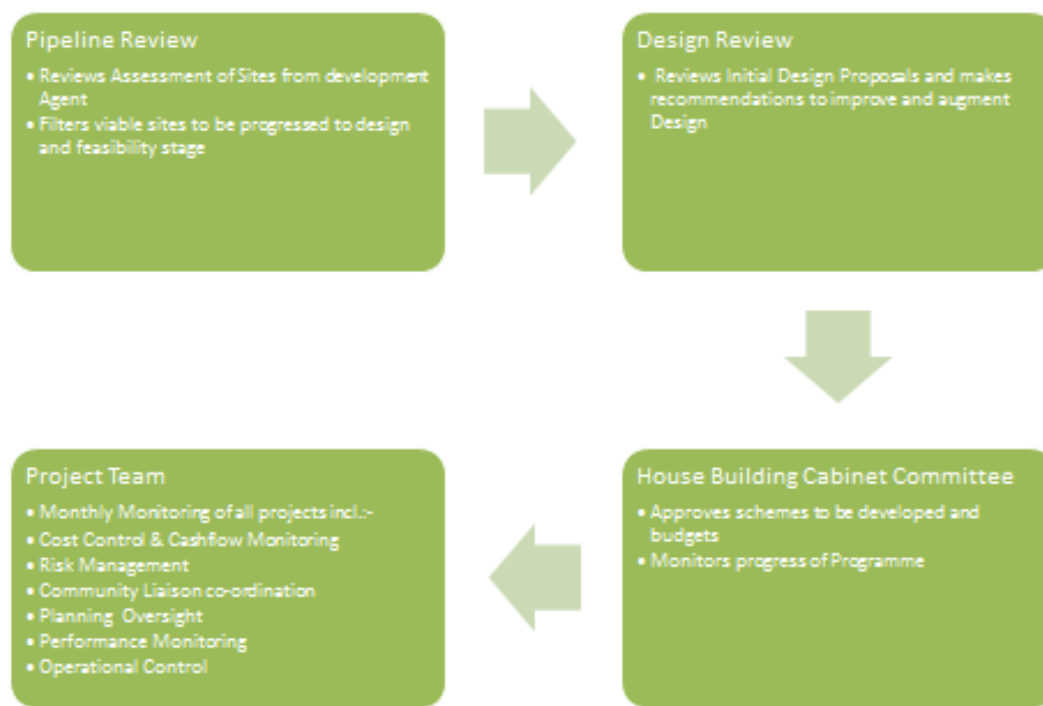 Pipeline Review
• Reviews Assessment of Sites from development
Agent
• Filters viable sites to be progressed to design
and feasibility stage
Design Review
• Reviews Initial Design Proposals and makes
recommendations to improve and augment
Design
House Building Cabinet Committee
• Approves schemes to be developed and
budgets
• Monitors progress of Programme
Project Team
• Monthly Monitoring of all projects incl.:-
• Cost Control & Cashflow Monitoring
• Risk Management
• Community Liaison co-ordination
• Planning Oversight
• Performance Monitoring
• Operational Control